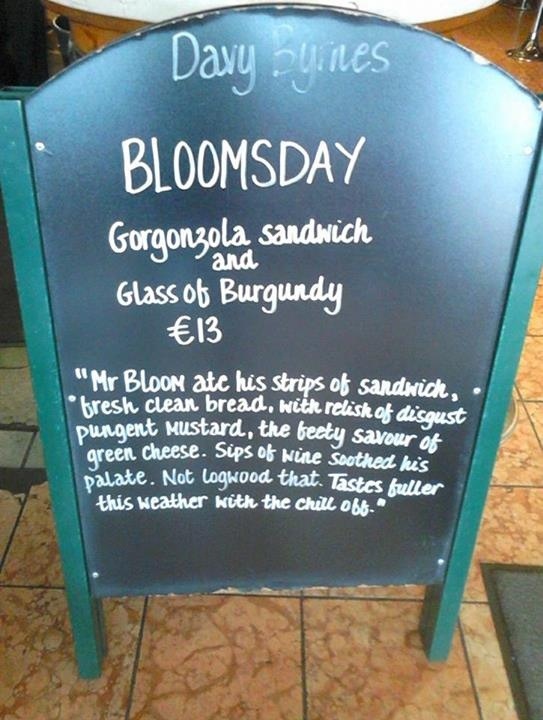 Davy Byrnes
BLOOMSDAY
Gorgonzola sandwich
and
Glass of Burgundy
€13
"Mr BLOOM ate his strips of sandwich,
fresh clean bread, with relish of disgust
pungent mustard, the feety savour of
green cheese. Sips of wine soothed his
palate. Not logwood that. Tastes fuller
this weather with the chill off."